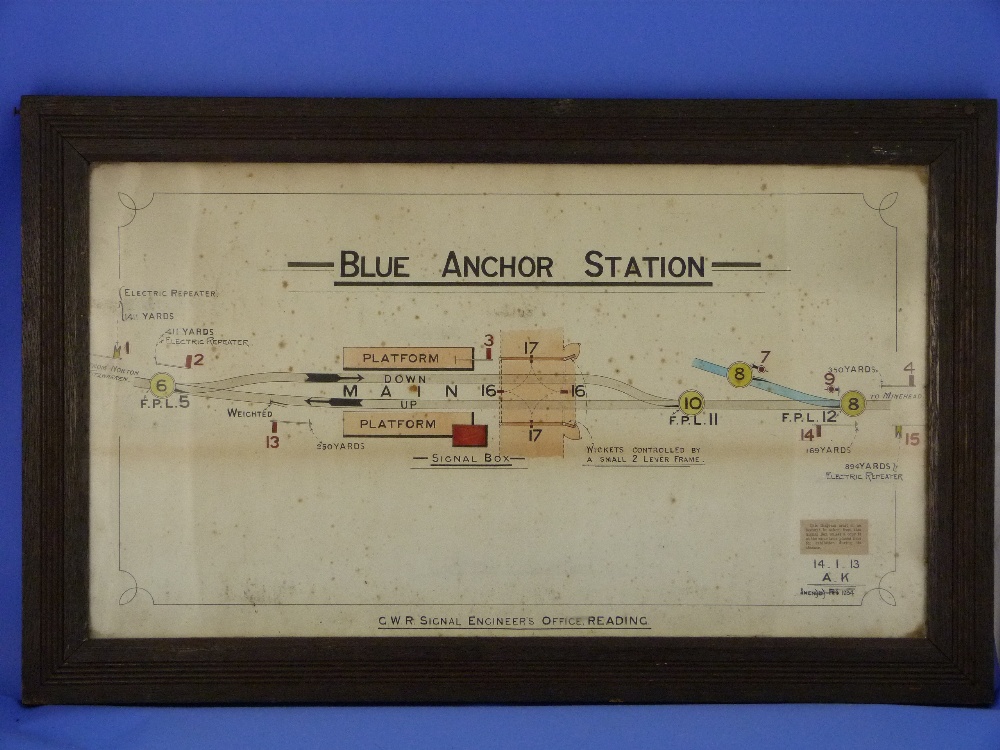 BLUE ANCHOR STATION
ELECTRIC REPEATER
1411 YARDS
411 YARDS
ELECTRIC REPEATER
1
2
6
F.P.L.5
WEIGHTED
13
350 YARDS
PLATFORM
3
DOWN
MAIN
UP
PLATFORM
SIGNAL BOX
17
16
16
17
WICKETS CONTROLLED BY
A SMALL 2 LEVER FRAME.
10
F.P.L.11
8
7
9
350 YARDS.
4
TO MINEHEAD
8
F.P.L.12
14
169 YARDS
15
894 YARDS
ELECTRIC REPEATER
14.1.13
A.K
G.W.R. SIGNAL ENGINEER'S OFFICE, READING